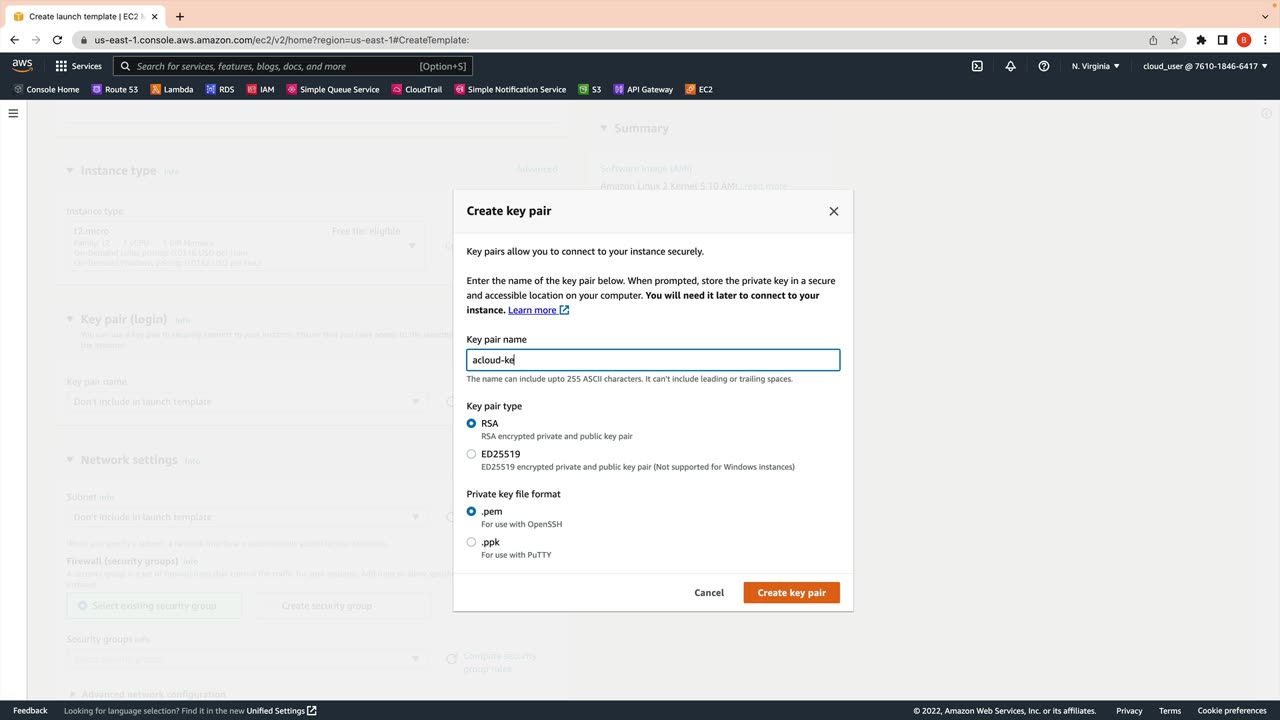 Create launch template | EC2 M
us-east-1.console.aws.amazon.com/ec2/v2/home?region=us-east-1#CreateTemplate:
B
aws
Services
Search for services, features, blogs, docs, and more
[Option+S]
N. Virginia
cloud_user @ 7610-1846-6417
Console Home
Route 53
Lambda
RDS
IAM
Simple Queue Service
CloudTrail
Simple Notification Service
S3
API Gateway
EC2
Summary
Software Image (AMI)
Amazon Linux 2 Kernel 5.10 AMI...read more
Instance type Info
Advanced
Instance type
t2.micro
Free tier eligible
Family: t2 1 vCPU 1 GiB Memory
Key pair (login) Info
Key pair name
Don't include in launch template
Network settings Info
Subnet Info
Don't include in launch template
Firewall (security groups) Info
Select existing security group
Create security group
Security groups Info
Select security groups
Compare security
group rules
Advanced network configuration
Create key pair
Key pairs allow you to connect to your instance securely.
Enter the name of the key pair below. When prompted, store the private key in a secure
and accessible location on your computer. You will need it later to connect to your
instance. Learn more
Key pair name
acloud-ke
The name can include upto 255 ASCII characters. It can't include leading or trailing spaces.
Key pair type
RSA
RSA encrypted private and public key pair
ED25519
ED25519 encrypted private and public key pair (Not supported for Windows instances)
Private key file format
.pem
For use with OpenSSH
.ppk
For use with PuTTY
Cancel
Create key pair
Feedback
Looking for language selection? Find it in the new Unified Settings
© 2022, Amazon Web Services, Inc. or its affiliates.
Privacy
Terms
Cookie preferences